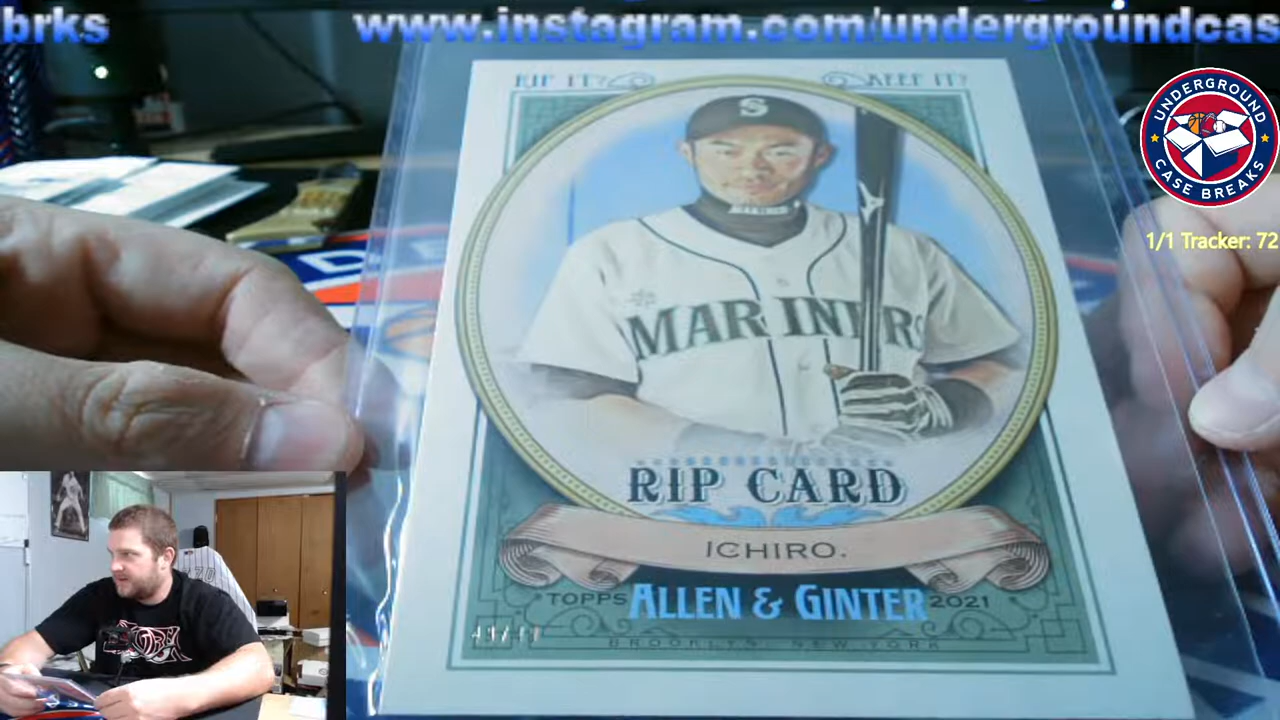 brks www.instagram.com/undergroundcas
RIP IT? KEEP IT?
S
UNDERGROUND
CASE BREAKS
1/1 Tracker: 72
MARINERS
RIP CARD
ICHIRO.
TOPPS ALLEN & GINTER 2021
BROOKLYN, NEW YORK